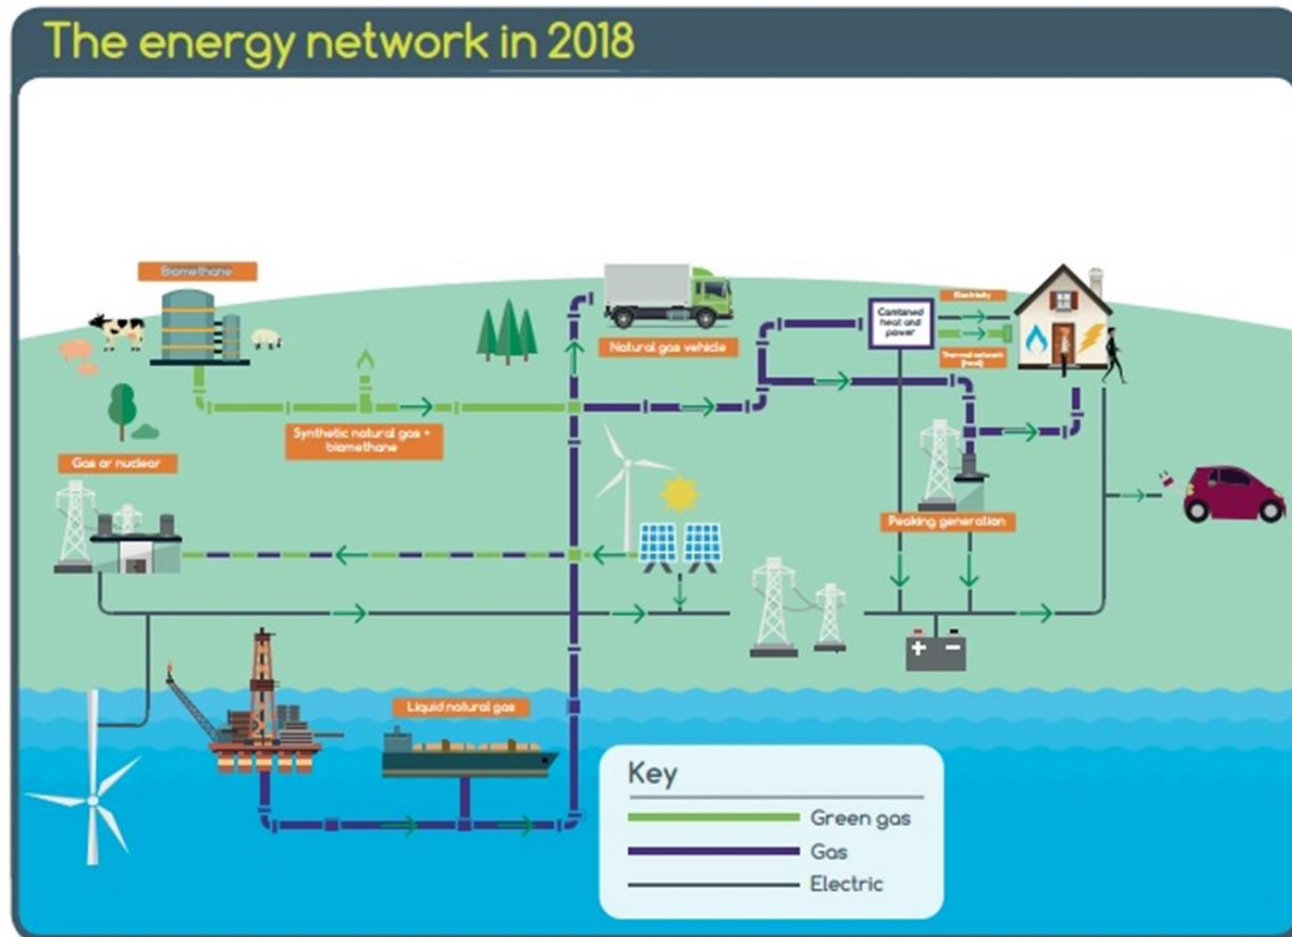 The energy network in 2018
Biomethane
Natural gas vehicle
Combined
heat and
power
Electricity
Thermal network
(heat)
Synthetic natural gas +
biomethane
Gas or nuclear
Peaking generation
+ −
Liquid natural gas
Key
Green gas
Gas
Electric